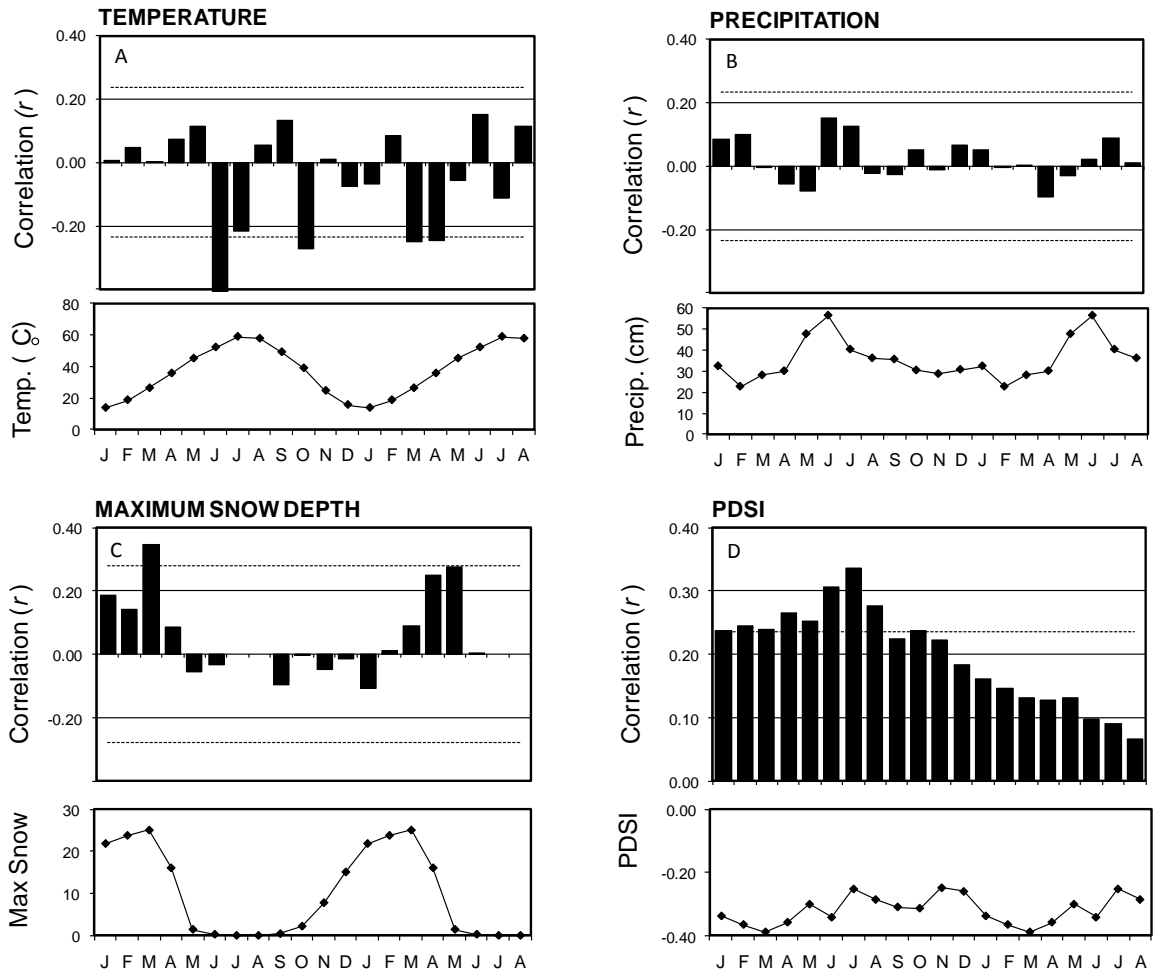 TEMPERATURE
A
Correlation (r)
0.40
0.20
0.00
-0.20
Temp. ( °C)
80
60
40
20
0
J F M A M J J A S O N D J F M A M J J A
PRECIPITATION
B
Correlation (r)
0.40
0.20
0.00
-0.20
Precip. (cm)
60
50
40
30
20
10
0
J F M A M J J A S O N D J F M A M J J A
MAXIMUM SNOW DEPTH
C
Correlation (r)
0.40
0.20
0.00
-0.20
Max Snow
30
20
10
0
J F M A M J J A S O N D J F M A M J J A
PDSI
D
Correlation (r)
0.40
0.30
0.20
0.10
0.00
PDSI
0.00
-0.20
-0.40
J F M A M J J A S O N D J F M A M J J A